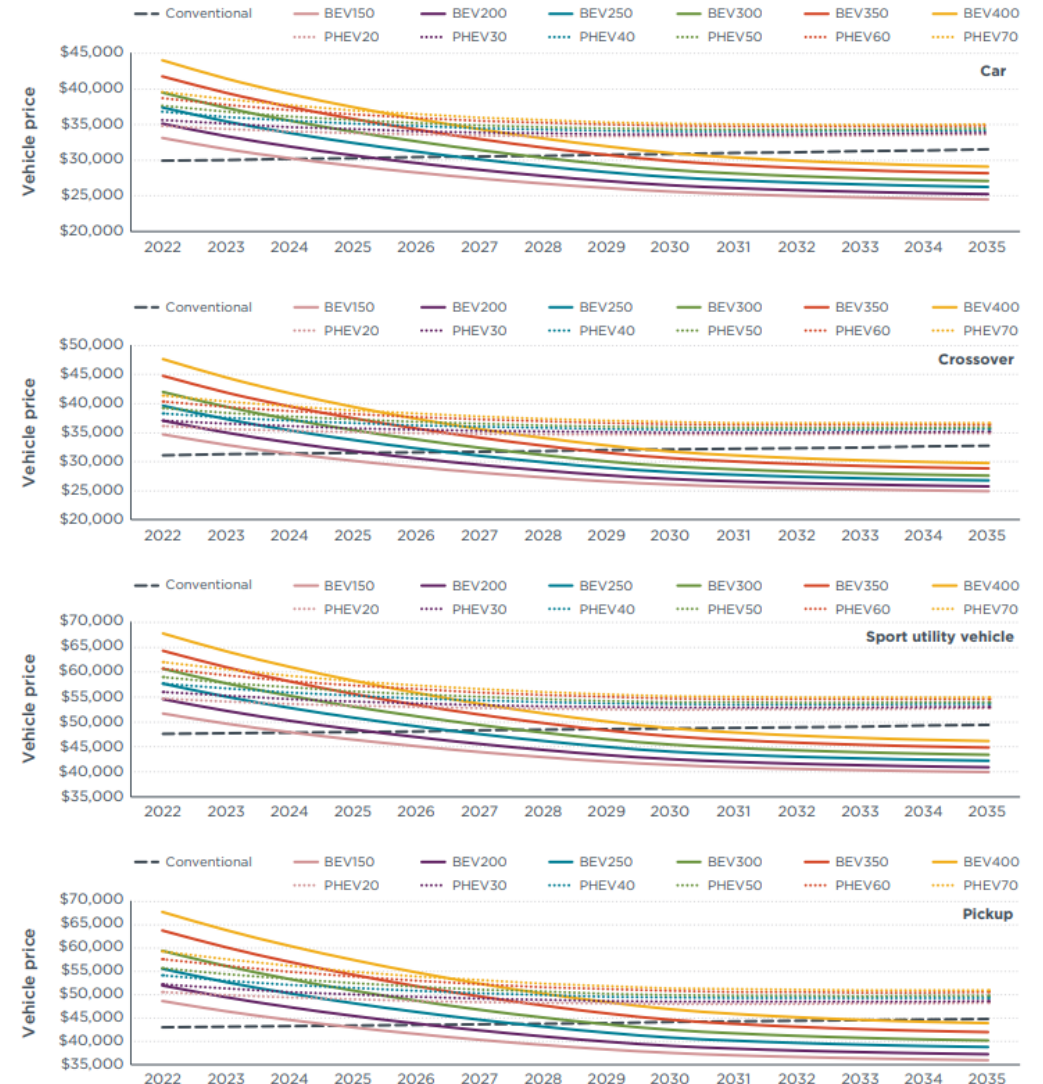 Conventional BEV150 BEV200 BEV250 BEV300 BEV350 BEV400
PHEV20 PHEV30 PHEV40 PHEV50 PHEV60 PHEV70
Car
Vehicle price
$45,000
$40,000
$35,000
$30,000
$25,000
$20,000
2022 2023 2024 2025 2026 2027 2028 2029 2030 2031 2032 2033 2034 2035
Conventional BEV150 BEV200 BEV250 BEV300 BEV350 BEV400
PHEV20 PHEV30 PHEV40 PHEV50 PHEV60 PHEV70
Crossover
Vehicle price
$50,000
$45,000
$40,000
$35,000
$30,000
$25,000
$20,000
2022 2023 2024 2025 2026 2027 2028 2029 2030 2031 2032 2033 2034 2035
Conventional BEV150 BEV200 BEV250 BEV300 BEV350 BEV400
PHEV20 PHEV30 PHEV40 PHEV50 PHEV60 PHEV70
Sport utility vehicle
Vehicle price
$70,000
$65,000
$60,000
$55,000
$50,000
$45,000
$40,000
$35,000
2022 2023 2024 2025 2026 2027 2028 2029 2030 2031 2032 2033 2034 2035
Conventional BEV150 BEV200 BEV250 BEV300 BEV350 BEV400
PHEV20 PHEV30 PHEV40 PHEV50 PHEV60 PHEV70
Pickup
Vehicle price
$70,000
$65,000
$60,000
$55,000
$50,000
$45,000
$40,000
$35,000
2022 2023 2024 2025 2026 2027 2028 2029 2030 2031 2032 2033 2034 2035